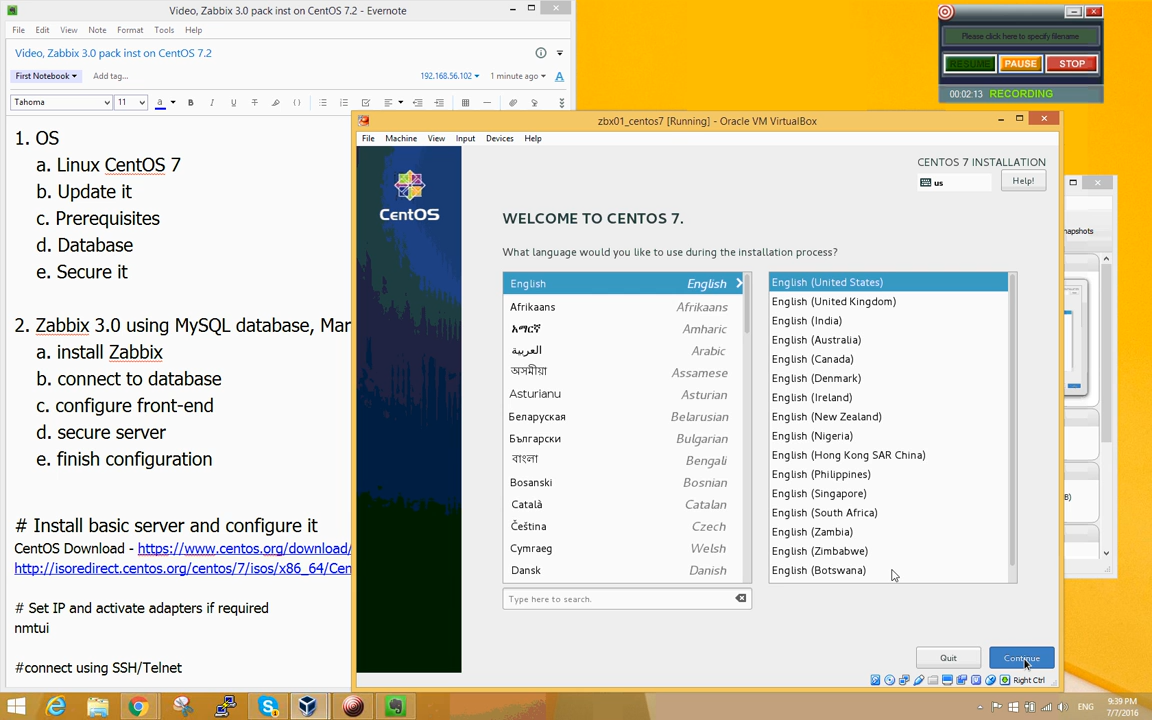 Video, Zabbix 3.0 pack inst on CentOS 7.2 - Evernote
File Edit View Note Format Tools Help
Video, Zabbix 3.0 pack inst on CentOS 7.2
First Notebook Add tag... 192.168.56.102 1 minute ago
Tahoma 11
1. OS
a. Linux CentOS 7
b. Update it
c. Prerequisites
d. Database
e. Secure it
2. Zabbix 3.0 using MySQL database, Mar
a. install Zabbix
b. connect to database
c. configure front-end
d. secure server
e. finish configuration
# Install basic server and configure it
CentOS Download - https://www.centos.org/download/
http://isoredirect.centos.org/centos/7/isos/x86_64/Cen
# Set IP and activate adapters if required
nmtui
#connect using SSH/Telnet
Please click here to specify filename
RESUME PAUSE STOP
00:02:13 RECORDING
zbx01_centos7 [Running] - Oracle VM VirtualBox
File Machine View Input Devices Help
CentOS
CENTOS 7 INSTALLATION
us Help!
WELCOME TO CENTOS 7.
What language would you like to use during the installation process?
English English
Afrikaans Afrikaans
አማርኛ Amharic
العربية Arabic
অসমীয়া Assamese
Asturianu Asturian
Беларуская Belarusian
Български Bulgarian
বাংলা Bengali
Bosanski Bosnian
Català Catalan
Čeština Czech
Cymraeg Welsh
Dansk Danish
Type here to search.
English (United States)
English (United Kingdom)
English (India)
English (Australia)
English (Canada)
English (Denmark)
English (Ireland)
English (New Zealand)
English (Nigeria)
English (Hong Kong SAR China)
English (Philippines)
English (Singapore)
English (South Africa)
English (Zambia)
English (Zimbabwe)
English (Botswana)
Quit Continue
Right Ctrl
napshots
B)
ENG
9:39 PM
7/7/2016